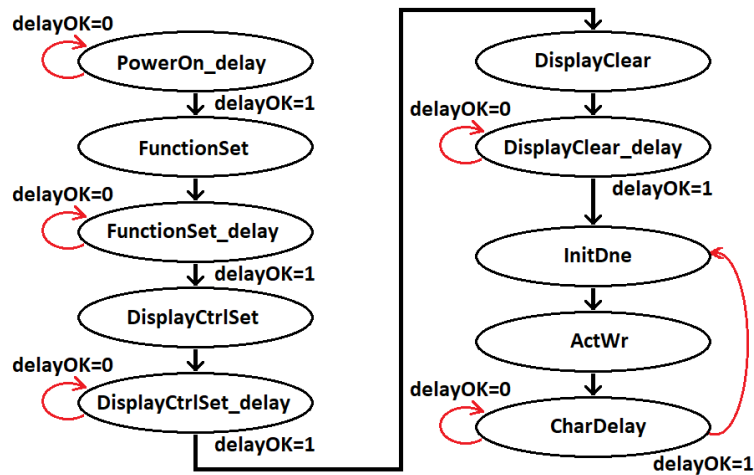 delayOK=0
PowerOn_delay
delayOK=1
FunctionSet
delayOK=0
FunctionSet_delay
delayOK=1
DisplayCtrlSet
delayOK=0
DisplayCtrlSet_delay
delayOK=1
DisplayClear
delayOK=0
DisplayClear_delay
delayOK=1
InitDne
ActWr
delayOK=0
CharDelay
delayOK=1